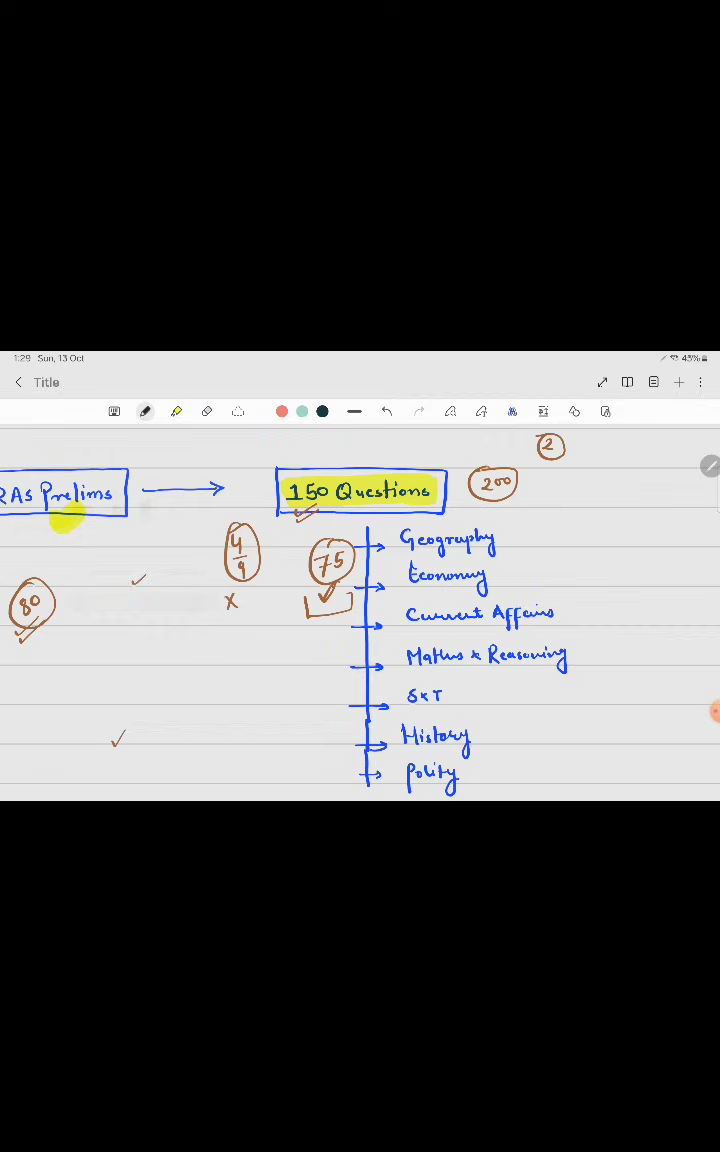 1:29 Sun, 13 Oct
45%
Title
2
RAs Prelims
150 Questions
200
4/9
x
75
80
Geography
Economy
Current Affairs
Maths & Reasoning
S&T
History
Polity